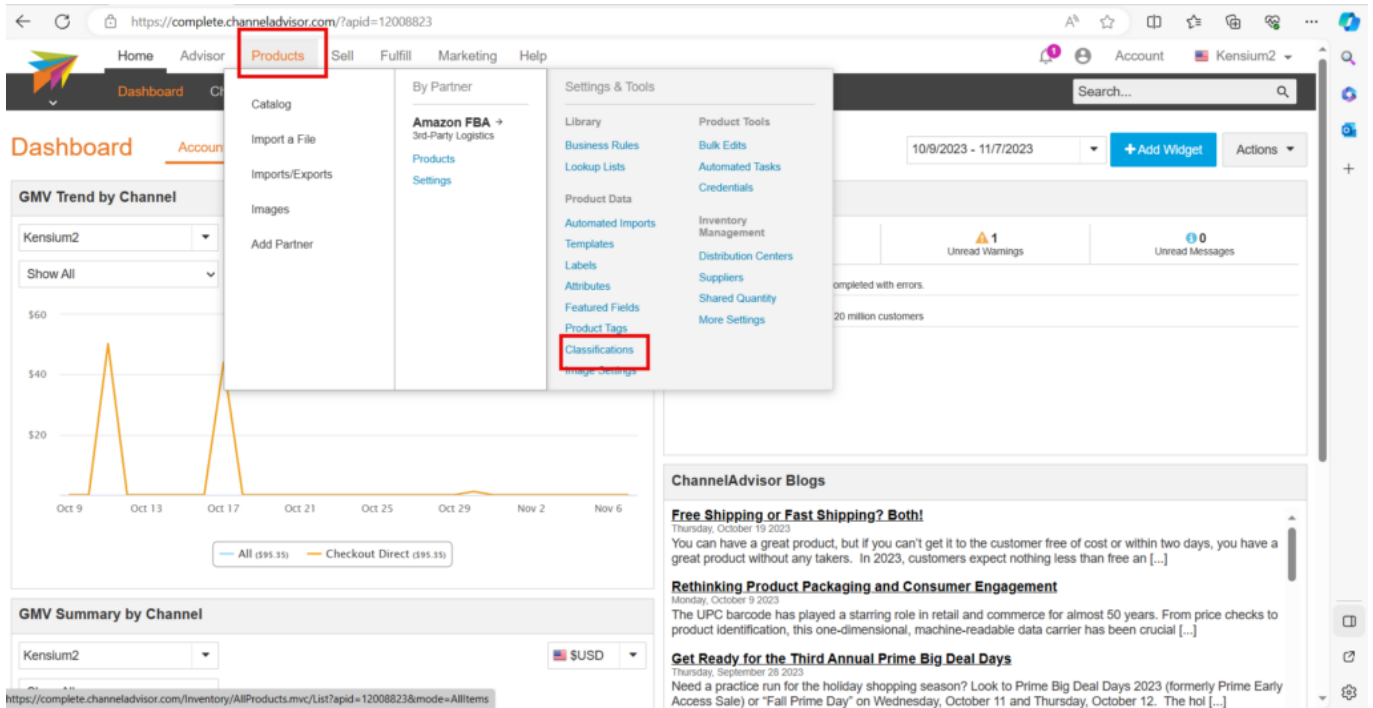 https://complete.channeladvisor.com/?apid=12008823
Home Advisor Products Sell Fulfill Marketing Help
1 Account Kensium2
Dashboard Ch
Search...
Catalog
Import a File
Imports/Exports
Images
Add Partner
By Partner
Amazon FBA →
3rd-Party Logistics
Products
Settings
Settings & Tools
Library
Business Rules
Lookup Lists
Product Data
Automated Imports
Templates
Labels
Attributes
Featured Fields
Product Tags
Classifications
Image Settings
Product Tools
Bulk Edits
Automated Tasks
Credentials
Inventory
Management
Distribution Centers
Suppliers
Shared Quantity
More Settings
Dashboard Accoun
10/9/2023 - 11/7/2023 +Add Widget Actions
GMV Trend by Channel
Kensium2
Show All
$60
$40
$20
Oct 9 Oct 13 Oct 17 Oct 21 Oct 25 Oct 29 Nov 2 Nov 6
All ($95.35) Checkout Direct ($95.35)
1
Unread Warnings
0
Unread Messages
ompleted with errors.
20 million customers
ChannelAdvisor Blogs
Free Shipping or Fast Shipping? Both!
Thursday, October 19 2023
You can have a great product, but if you can't get it to the customer free of cost or within two days, you have a
great product without any takers. In 2023, customers expect nothing less than free an [...]
Rethinking Product Packaging and Consumer Engagement
Monday, October 9 2023
The UPC barcode has played a starring role in retail and commerce for almost 50 years. From price checks to
product identification, this one-dimensional, machine-readable data carrier has been crucial [...]
Get Ready for the Third Annual Prime Big Deal Days
Thursday, September 28 2023
Need a practice run for the holiday shopping season? Look to Prime Big Deal Days 2023 (formerly Prime Early
Access Sale) or "Fall Prime Day" on Wednesday, October 11 and Thursday, October 12. The hol [...]
GMV Summary by Channel
Kensium2 $USD
https://complete.channeladvisor.com/Inventory/AllProducts.mvc/List?apid=12008823&mode=AllItems